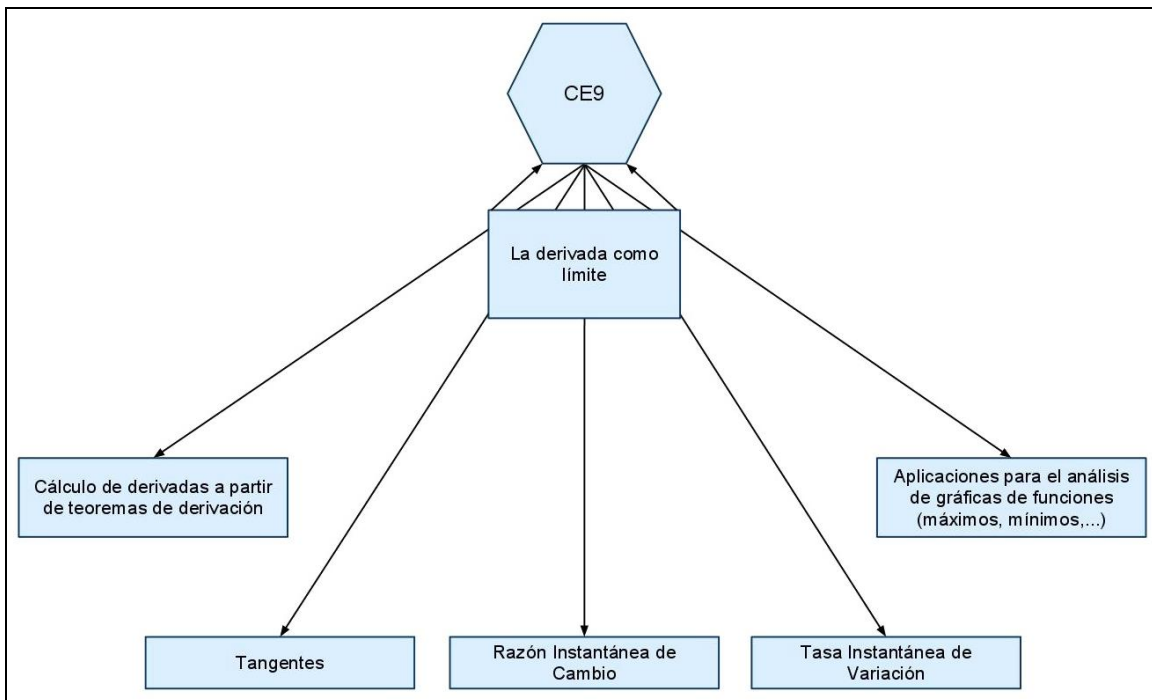 CE9
La derivada como
límite
Cálculo de derivadas a partir
de teoremas de derivación
Aplicaciones para el análisis
de gráficas de funciones
(máximos, mínimos,...)
Tangentes
Razón Instantánea de
Cambio
Tasa Instantánea de
Variación